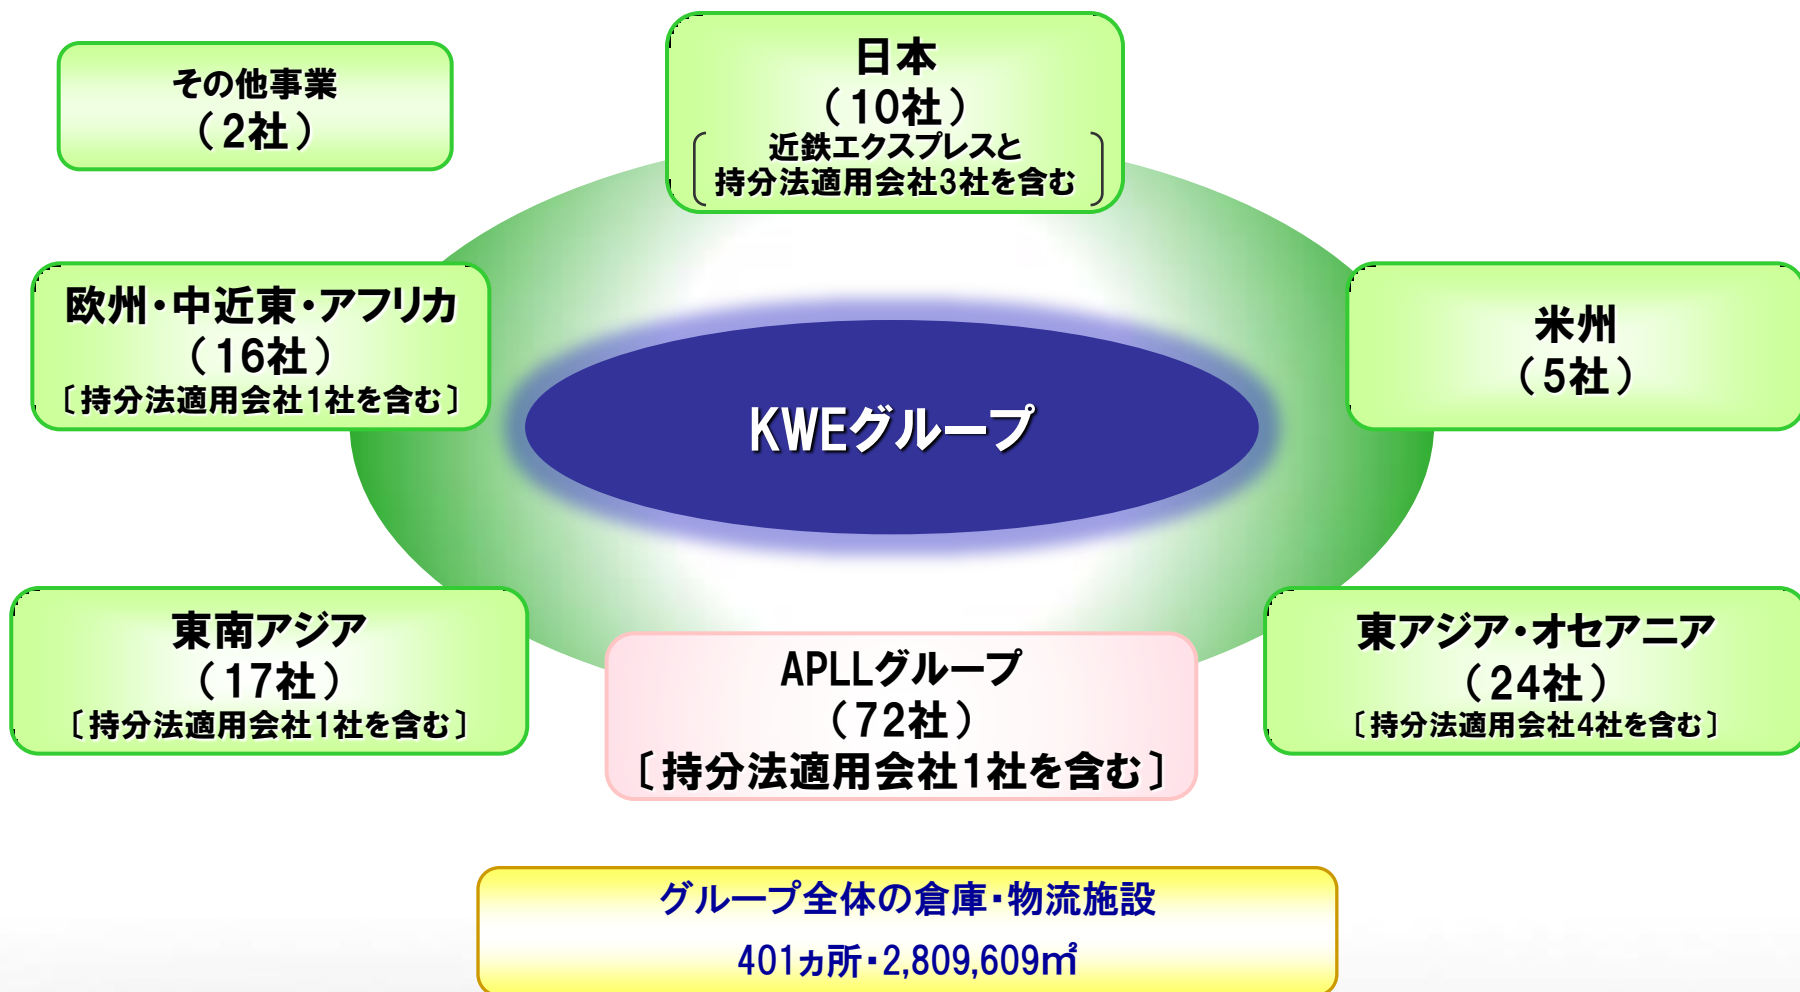 その他事業
(2社)
日本
(10社)
近鉄エクスプレスと
持分法適用会社3社を含む
欧州・中近東・アフリカ
(16社)
〔持分法適用会社1社を含む〕
米州
(5社)
KWEグループ
東南アジア
(17社)
〔持分法適用会社1社を含む〕
APLLグループ
(72社)
〔持分法適用会社1社を含む〕
東アジア・オセアニア
(24社)
〔持分法適用会社4社を含む〕
グループ全体の倉庫・物流施設
401ヵ所・2,809,609㎡